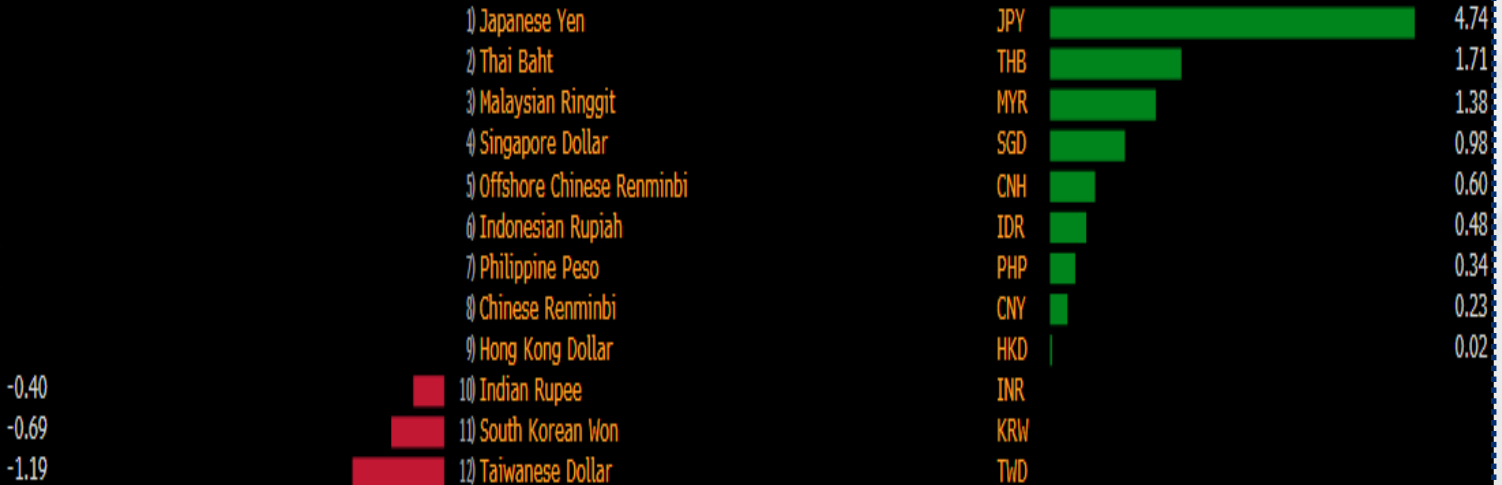 1) Japanese Yen JPY 4.74
2) Thai Baht THB 1.71
3) Malaysian Ringgit MYR 1.38
4) Singapore Dollar SGD 0.98
5) Offshore Chinese Renminbi CNH 0.60
6) Indonesian Rupiah IDR 0.48
7) Philippine Peso PHP 0.34
8) Chinese Renminbi CNY 0.23
9) Hong Kong Dollar HKD 0.02
-0.40 10) Indian Rupee INR
-0.69 11) South Korean Won KRW
-1.19 12) Taiwanese Dollar TWD